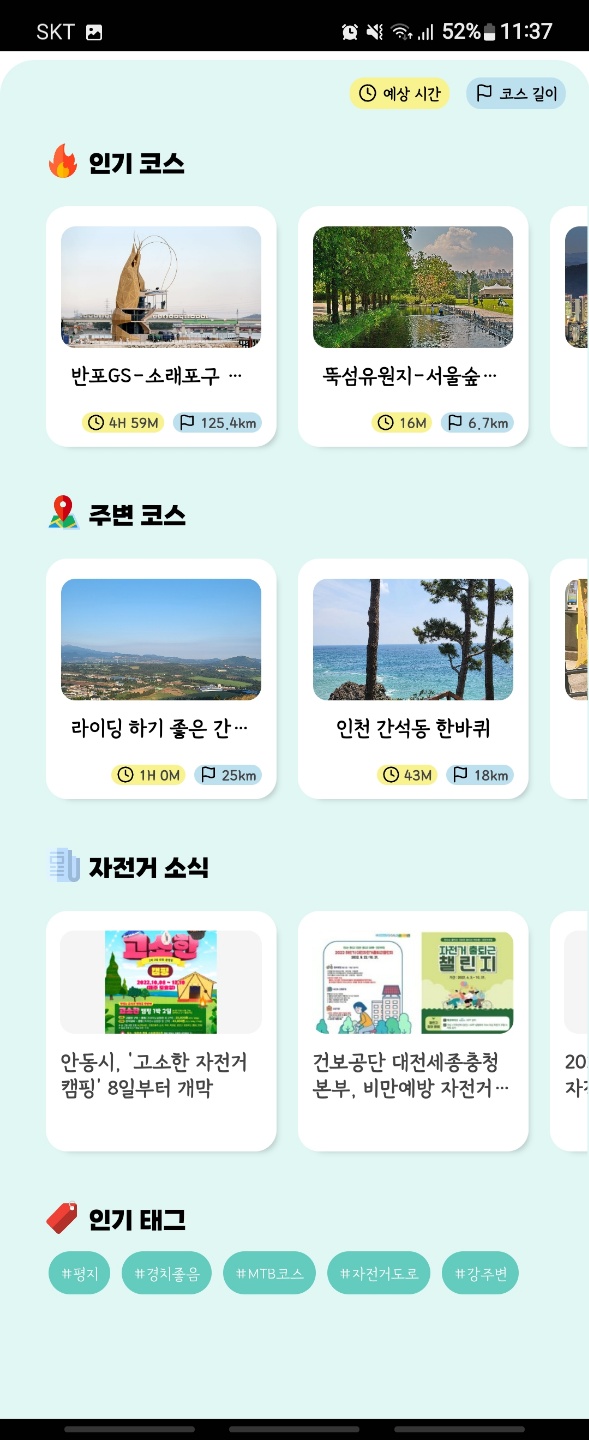 SKT 52% 11:37
예상 시간 코스 길이
인기 코스
반포GS-소래포구 ...
4H 59M 125.4km
뚝섬유원지-서울숲...
16M 6.7km
주변 코스
라이딩 하기 좋은 간...
1H 0M 25km
인천 간석동 한바퀴
43M 18km
자전거 소식
고소한
캠핑
안동시, '고소한 자전거
캠핑' 8일부터 개막
자전거 출퇴근
챌린지
건보공단 대전세종충청
본부, 비만예방 자전거...
20
인기 태그
#평지 #경치좋음 #MTB코스 #자전거도로 #강주변